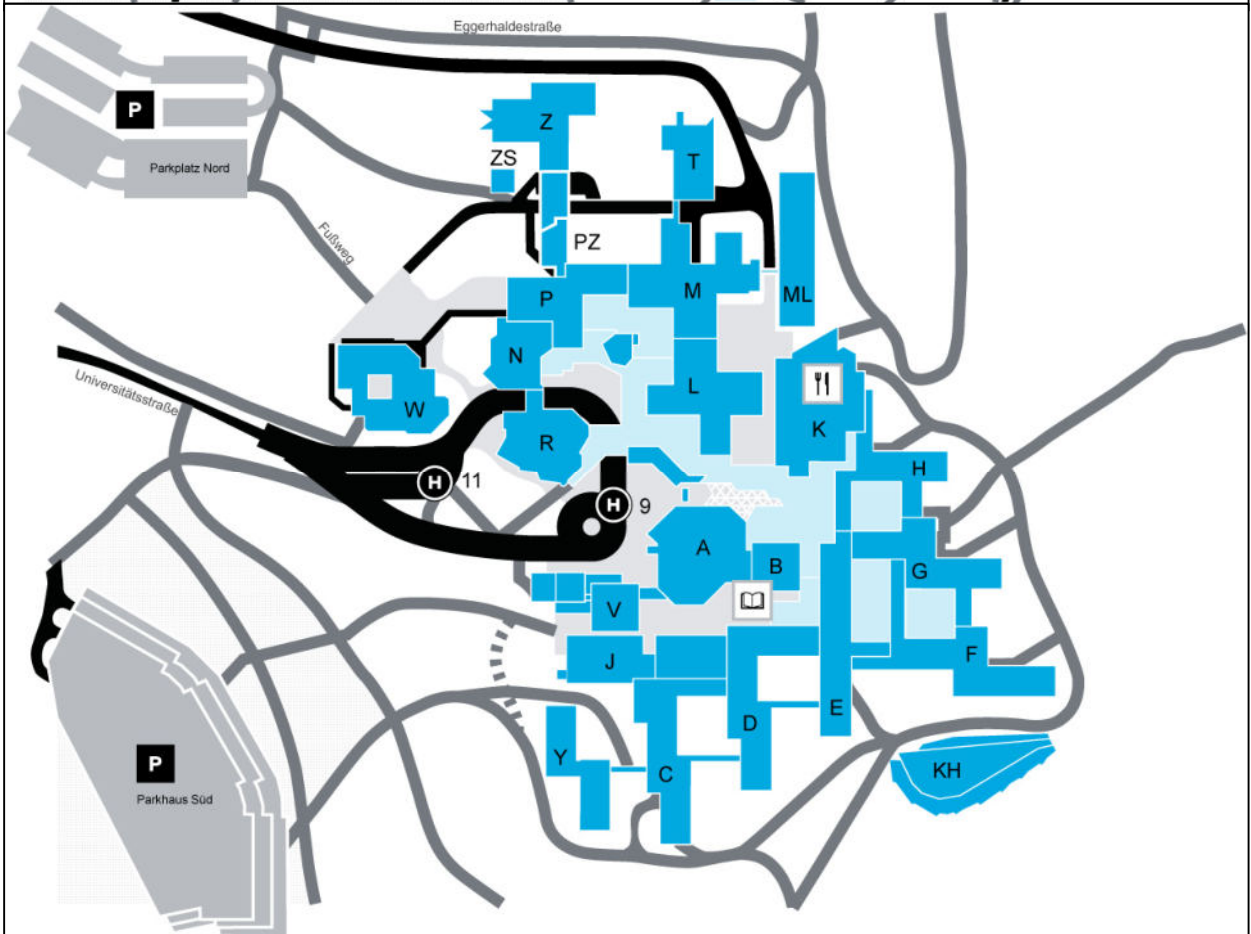 Eggerhaldestraße
P
Z
ZS
T
Parkplatz Nord
Fußweg
PZ
P
M
ML
N
L
Universitätsstraße
W
K
R
H
H
11
H
9
A
B
G
V
J
F
E
D
Y
C
KH
P
Parkhaus Süd